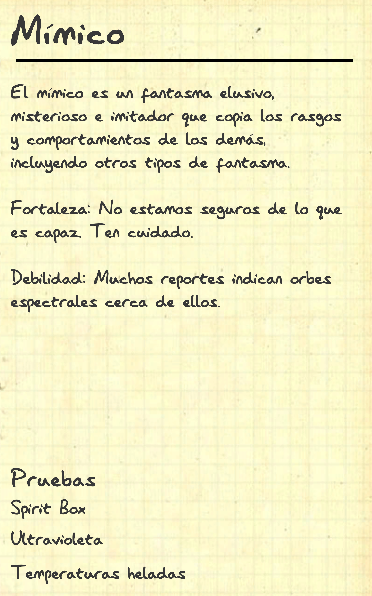 Mímico
El mímico es un fantasma elusivo,
misterioso e imitador que copia los rasgos
y comportamientos de los demás,
incluyendo otros tipos de fantasma.
Fortaleza: No estamos seguros de lo que
es capaz. Ten cuidado.
Debilidad: Muchos reportes indican orbes
espectrales cerca de ellos.
Pruebas
Spirit Box
Ultravioleta
Temperaturas heladas